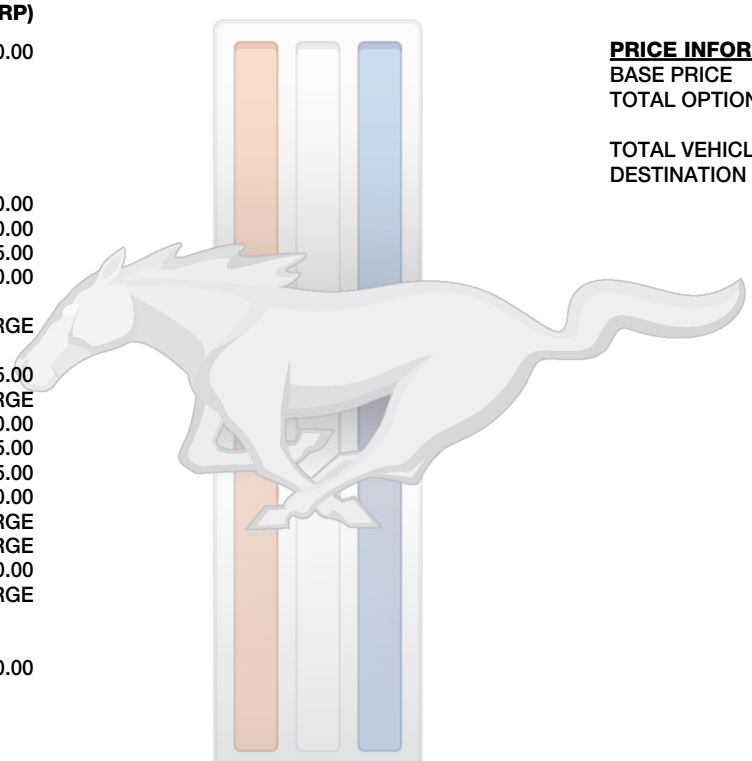 RP)
0.00
0.00
0.00
5.00
0.00
RGE
5.00
RGE
0.00
5.00
5.00
0.00
RGE
RGE
0.00
RGE
0.00
PRICE INFOR
BASE PRICE
TOTAL OPTION
TOTAL VEHICL
DESTINATION